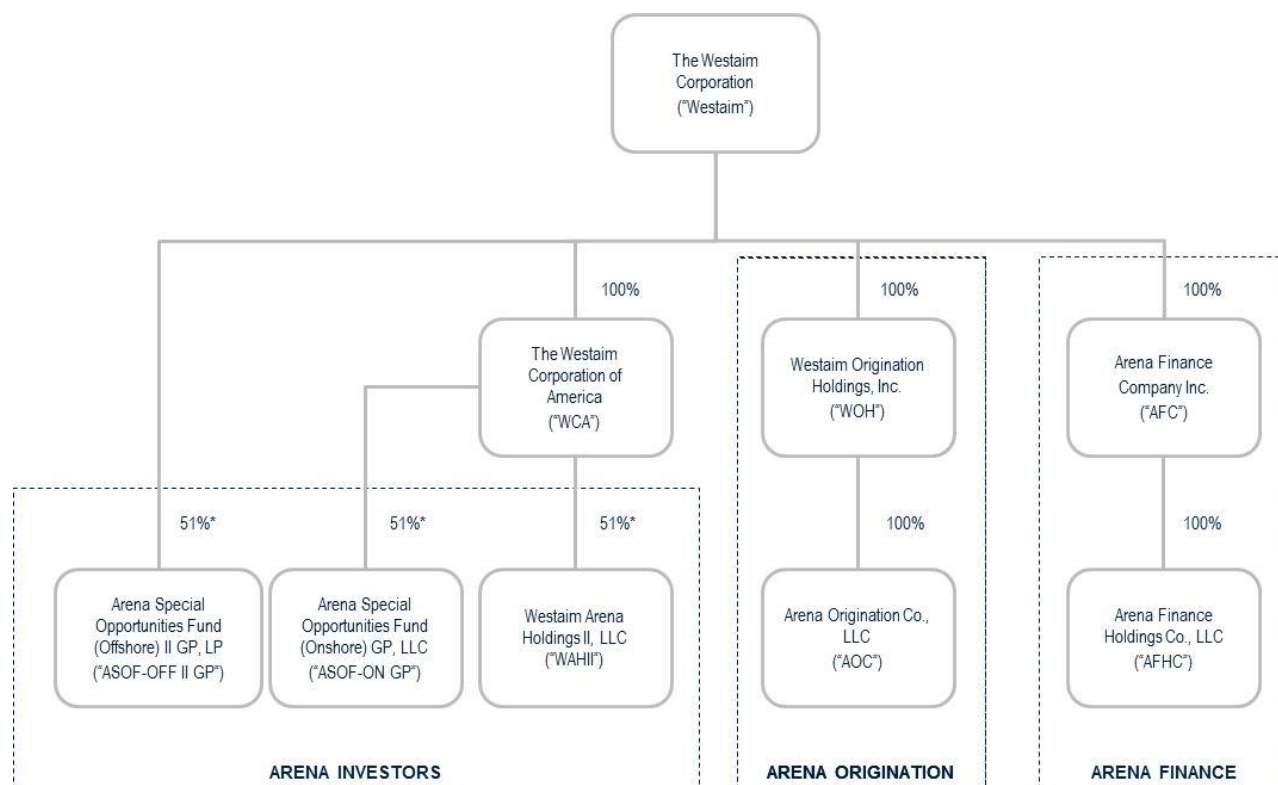 The Westaim
Corporation
("Westaim")
100%
100%
100%
The Westaim
Corporation of
America
("WCA")
Westaim Origination
Holdings, Inc.
("WOH")
Arena Finance
Company Inc.
("AFC")
51%*
51%*
51%*
100%
100%
Arena Special
Opportunities Fund
(Offshore) II GP, LP
("ASOF-OFF II GP")
Arena Special
Opportunities Fund
(Onshore) GP, LLC
("ASOF-ON GP")
Westaim Arena
Holdings II, LLC
("WAHII")
Arena Origination Co.,
LLC
("AOC")
Arena Finance
Holdings Co., LLC
("AFHC")
ARENA INVESTORS
ARENA ORIGINATION
ARENA FINANCE